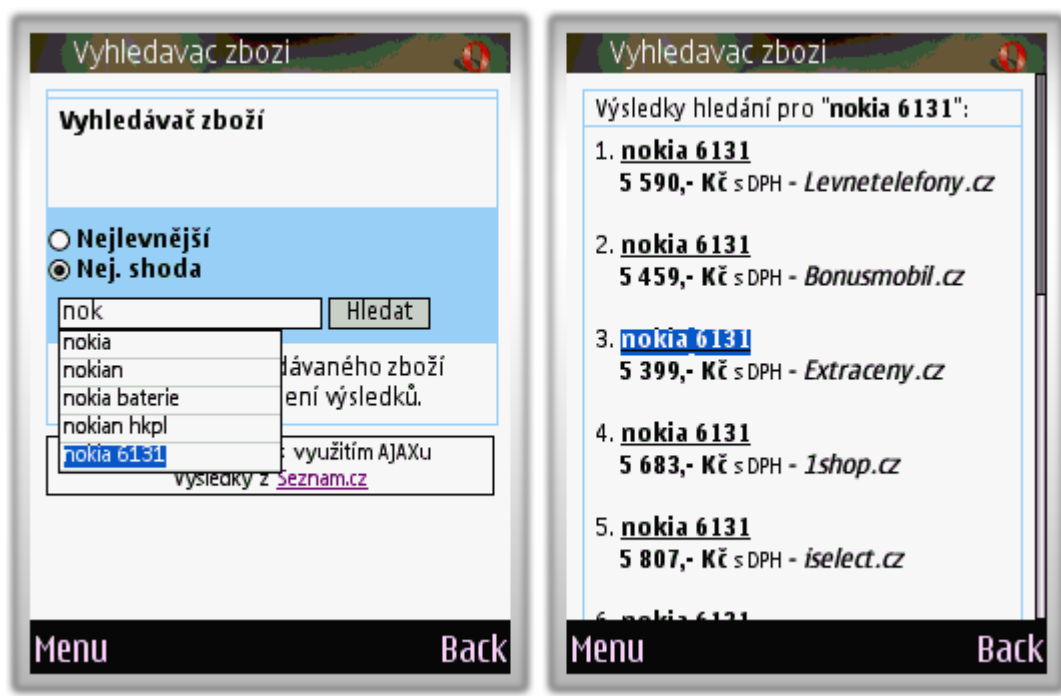 Vyhledavac zbozi
Vyhledávač zboží
Nejlevnější
Nej. shoda
nok Hledat
nokia
nokian dávaného zboží
nokia baterie ení výsledků.
nokian hkpl
nokia 6131 využitím AJAXu
Výsledky z Seznam.cz
Menu Back
Vyhledavac zbozi
Výsledky hledání pro "nokia 6131":
1. nokia 6131
5 590,- Kč s DPH - Levnetelefony.cz
2. nokia 6131
5 459,- Kč s DPH - Bonusmobil.cz
3. nokia 6131
5 399,- Kč s DPH - Extraceny.cz
4. nokia 6131
5 683,- Kč s DPH - 1shop.cz
5. nokia 6131
5 807,- Kč s DPH - iselect.cz
6. nokia 6131
Menu Back